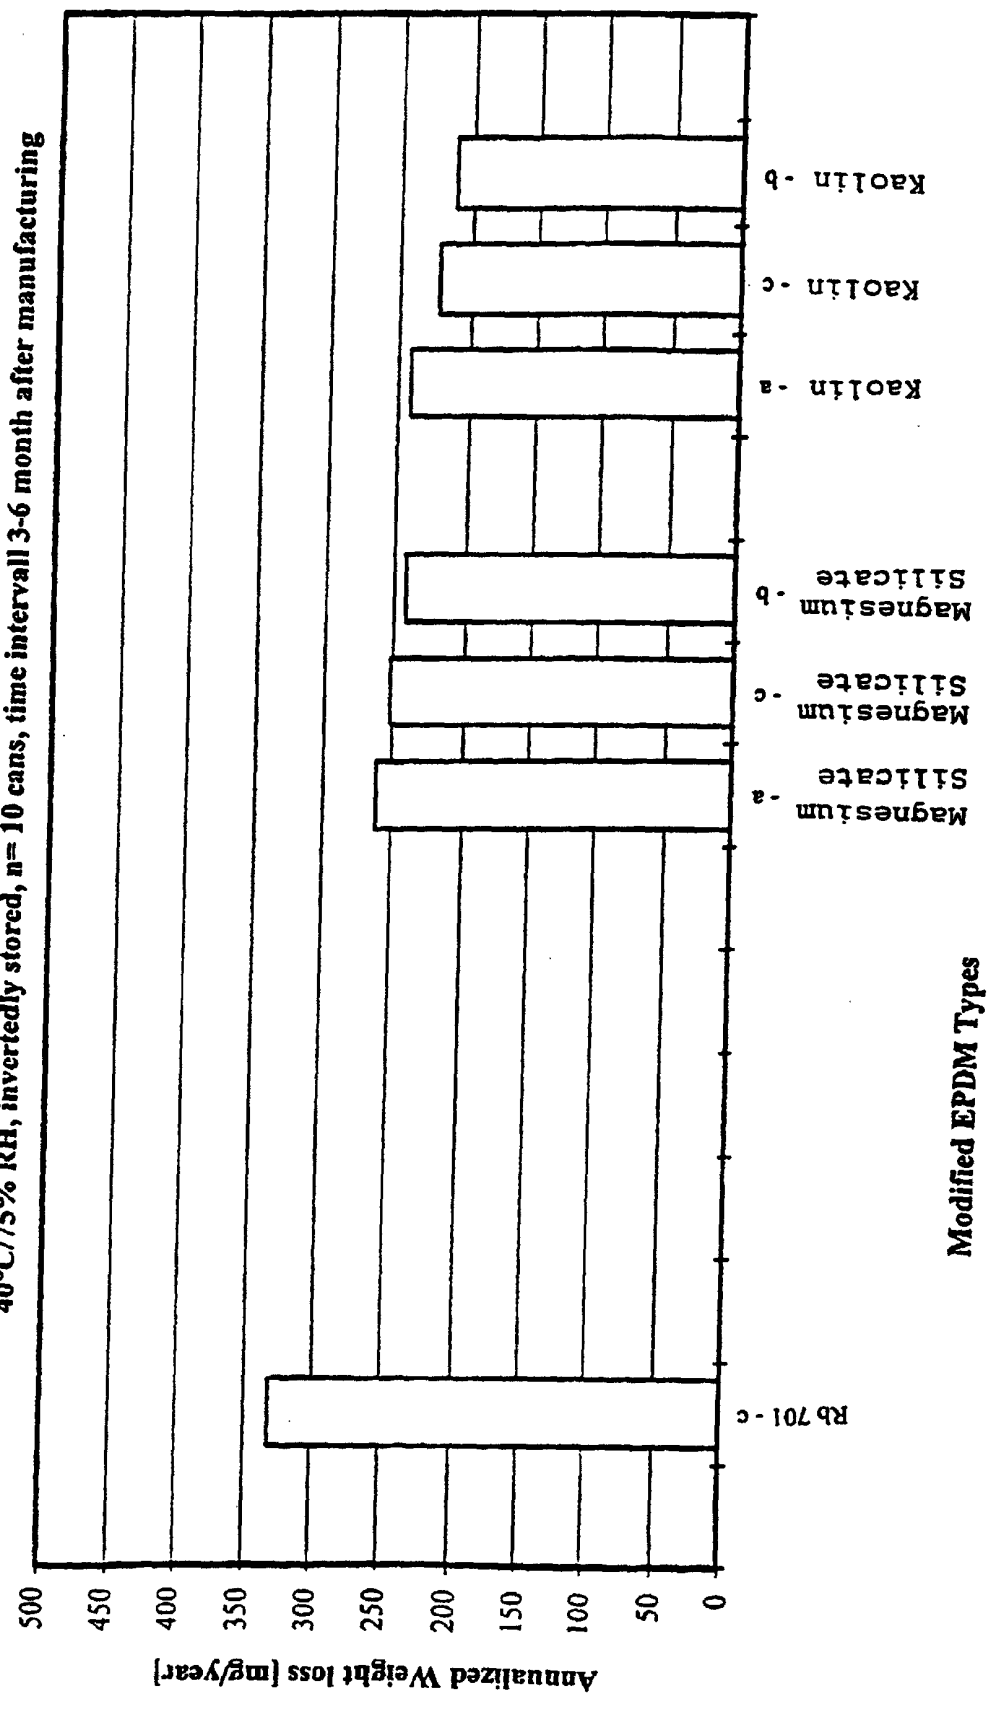 40°C/75% RH, invertedly stored, n= 10 cans, time intervall 3-6 month after manufacturing
Annualized Weight loss [mg/year]
500
450
400
350
300
250
200
150
100
50
0
Rb 701 - c
Magnesium
Silicate - a
Magnesium
Silicate - c
Magnesium
Silicate - b
Kaolin - a
Kaolin - c
Kaolin - b
Modified EPDM Types